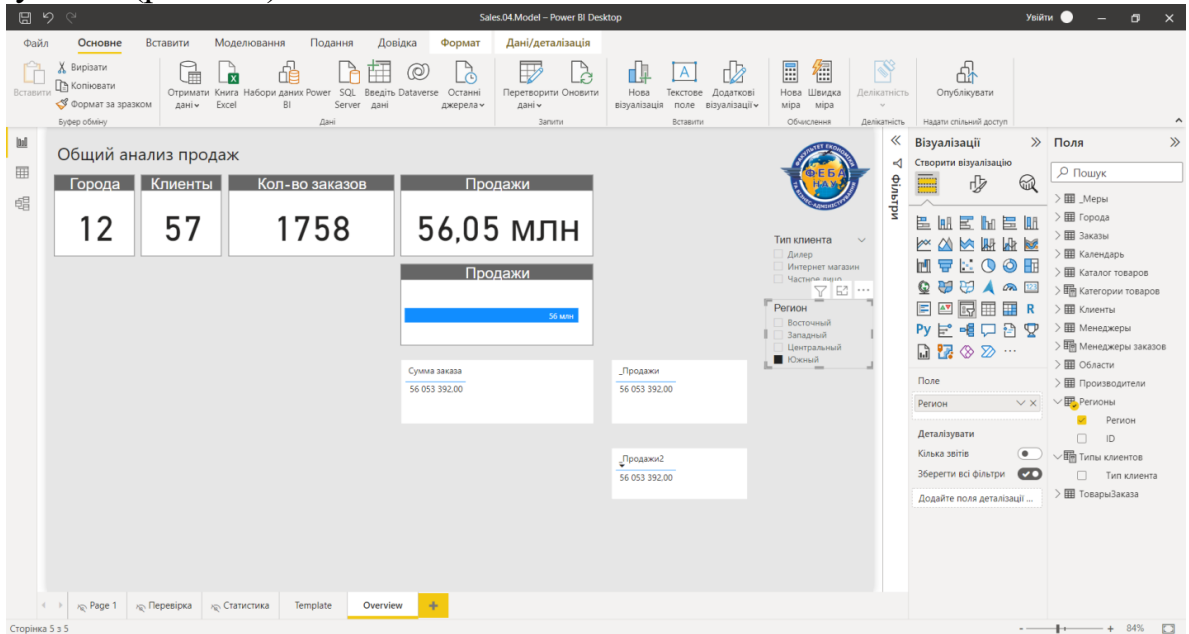 Sales.04.Model – Power BI Desktop
Увійти
Файл Основне Вставити Моделювання Подання Довідка Формат Дані/деталізація
Вставити
Вирізати
Копіювати
Формат за зразком
Буфер обміну
Отримати дані
Книга Excel
Набори даних Power BI
SQL Server
Введіть дані
Dataverse
Останні джерела
Дані
Перетворити дані
Оновити
Запити
Нова візуалізація
Текстове поле
Додаткові візуалізації
Вставити
Нова міра
Швидка міра
Обчислення
Делікатність
Делікатність
Опублікувати
Надати спільний доступ
Общий анализ продаж
Города
12
Клиенты
57
Кол-во заказов
1758
Продажи
56,05 млн
Продажи
56 млн
Сумма заказа
56 053 392,00
_Продажи
56 053 392,00
_Продажи2
56 053 392,00
ФЕБА
НАУ
Тип клиента
Дилер
Интернет магазин
Частное лицо
Регион
Восточный
Западный
Центральный
Южный
Фільтри
Візуалізації
Створити візуалізацію
R
Py
Поле
Регион
Деталізувати
Кілька звітів
Зберегти всі фільтри
Додайте поля деталізації ...
Поля
Пошук
_Меры
Города
Заказы
Календарь
Каталог товаров
Категории товаров
Клиенты
Менеджеры
Менеджеры заказов
Области
Производители
Регионы
Регион
ID
Типы клиентов
Тип клиента
ТоварыЗаказа
Page 1 Перевірка Статистика Template Overview
Сторінка 5 з 5
84%